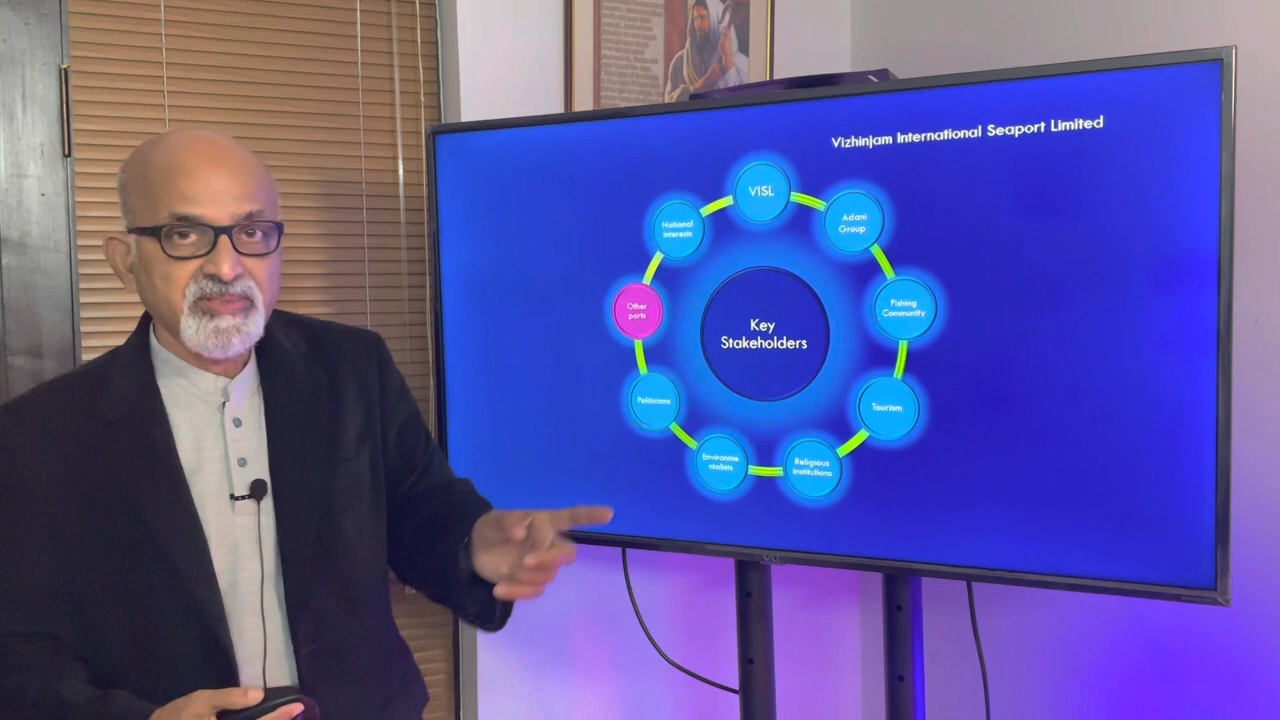 Vizhinjam International Seaport Limited
VISL
Adani
Group
Fishing
Community
Tourism
Religious
Institutions
Environme
ntalists
Politicians
Other
ports
National
interests
Key
Stakeholders